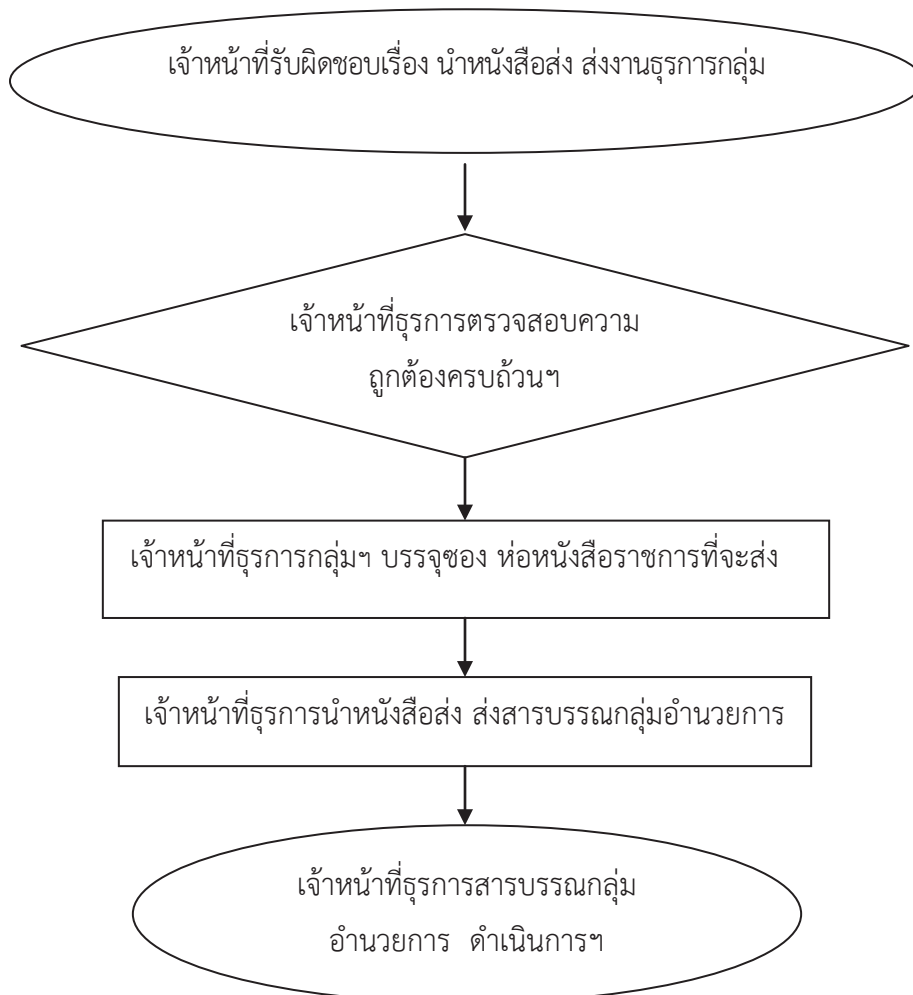 เจ้าหน้าที่รับผิดชอบเรื่อง นำหนังสือส่ง ส่งงานธุรการกลุ่ม
เจ้าหน้าที่ธุรการตรวจสอบความ
ถูกต้องครบถ้วนฯ
เจ้าหน้าที่ธุรการกลุ่มฯ บรรจุซอง ห่อหนังสือราชการที่จะส่ง
เจ้าหน้าที่ธุรการนำหนังสือส่ง ส่งสารบรรณกลุ่มอำนวยการ
เจ้าหน้าที่ธุรการสารบรรณกลุ่ม
อำนวยการ ดำเนินการฯ